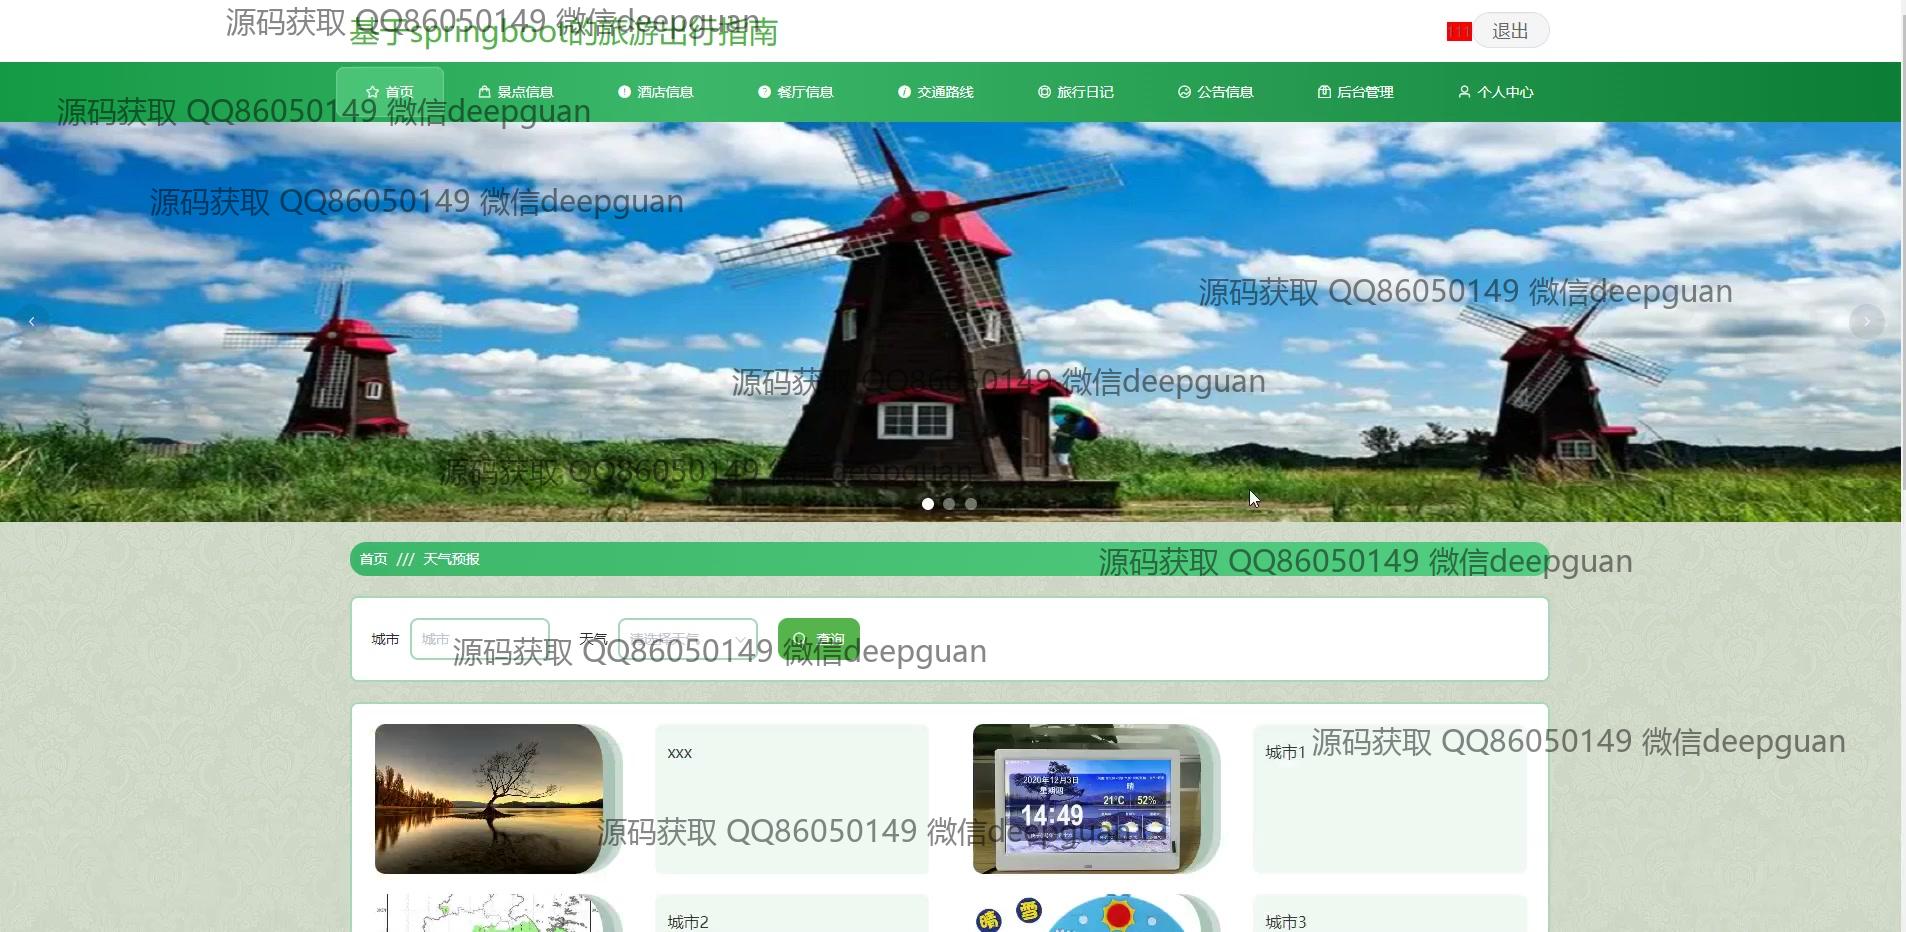 源码获取 QQ86050149 微信deepguan
基于springboot的旅游出行指南
111
退出
首页
景点信息
酒店信息
餐厅信息
交通路线
旅行日记
公告信息
后台管理
个人中心
源码获取 QQ86050149 微信deepguan
源码获取 QQ86050149 微信deepguan
源码获取 QQ86050149 微信deepguan
源码获取 QQ86050149 微信deepguan
源码获取 QQ86050149 微信deepguan
首页 /// 天气预报
源码获取 QQ86050149 微信deepguan
城市
城市
天气
请选择天气
查询
源码获取 QQ86050149 微信deepguan
xxx
2020年12月3日
星期四
14:49
晴
21°C
52%
城市1
源码获取 QQ86050149 微信deepguan
源码获取 QQ86050149 微信deepguan
城市2
晴
雪
城市3